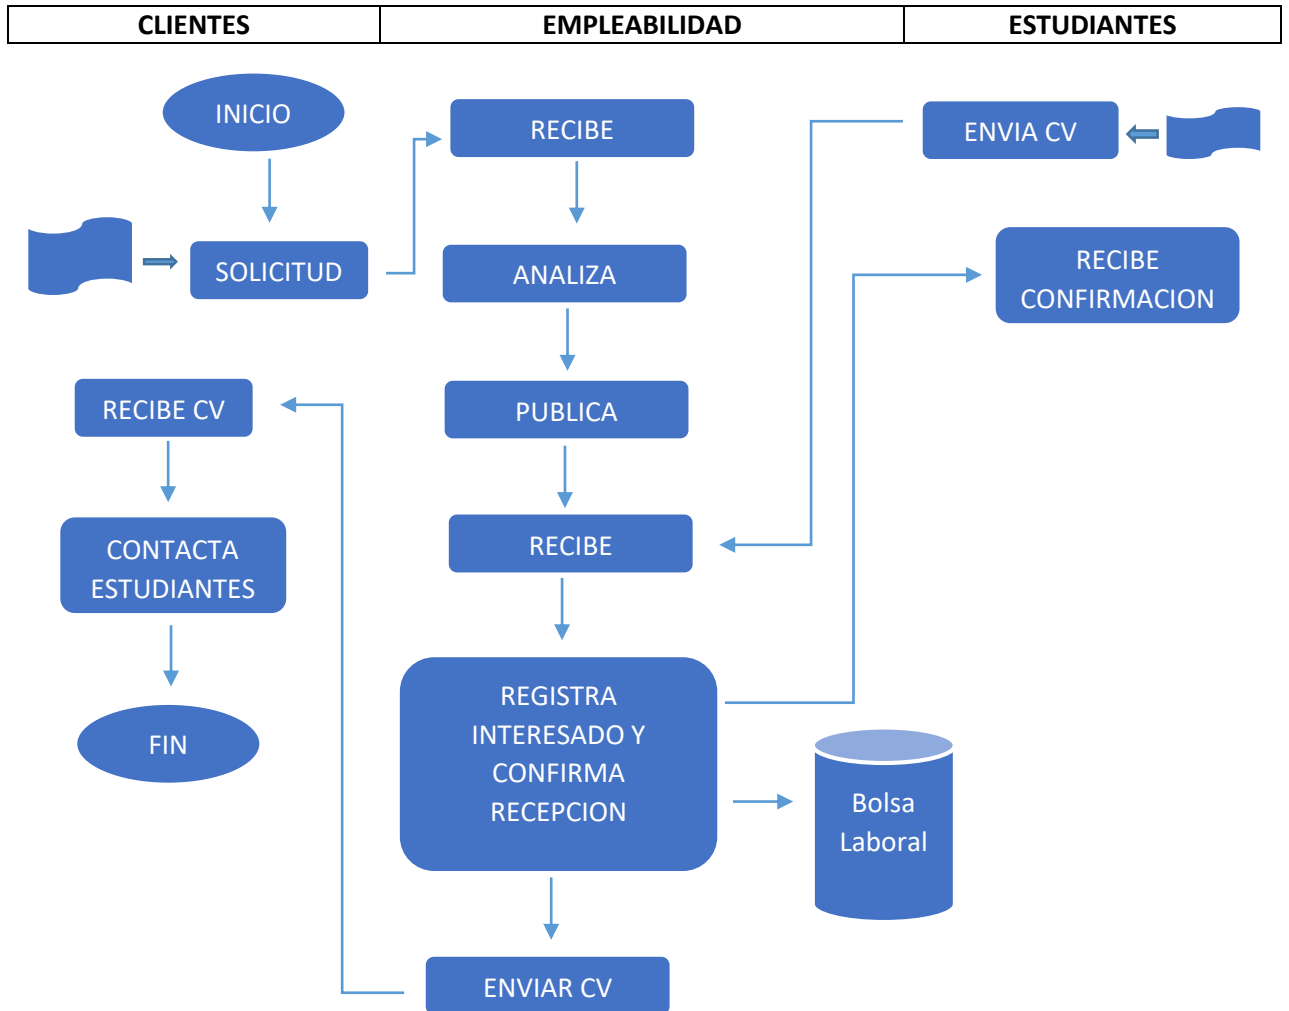 CLIENTES
EMPLEABILIDAD
ESTUDIANTES
INICIO
RECIBE
ENVIA CV
SOLICITUD
ANALIZA
RECIBE
CONFIRMACION
RECIBE CV
PUBLICA
CONTACTA
ESTUDIANTES
RECIBE
FIN
REGISTRA
INTERESADO Y
CONFIRMA
RECEPCION
Bolsa
Laboral
ENVIAR CV